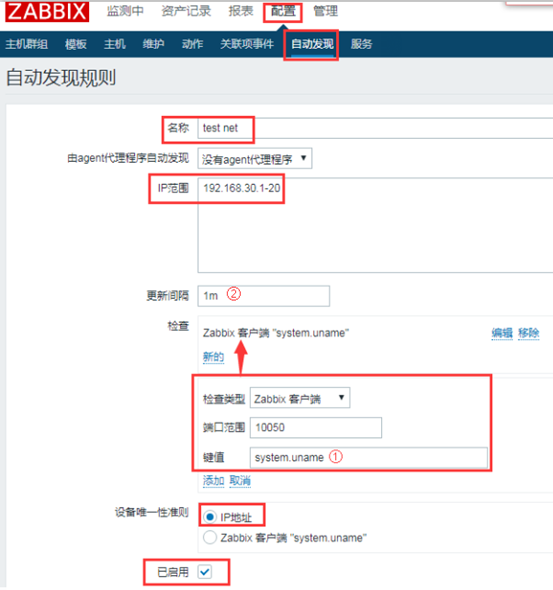 ZABBIX 监测中 资产记录 报表 配置 管理
主机群组 模板 主机 维护 动作 关联项事件 自动发现 服务
自动发现规则
名称 test net
由agent代理程序自动发现 没有agent代理程序 ▼
IP范围 192.168.30.1-20
更新间隔 1m ②
检查 Zabbix 客户端 "system.uname" 编辑 移除
新的
检查类型 Zabbix 客户端 ▼
端口范围 10050
键值 system.uname ①
添加 取消
设备唯一性准则 IP地址
Zabbix 客户端 "system.uname"
已启用